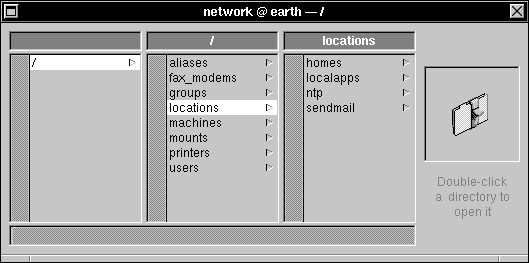 network @ earth — /
/
locations
/
aliases
fax_modems
groups
locations
machines
mounts
printers
users
homes
localapps
ntp
sendmail
Double-click
a directory to
open it